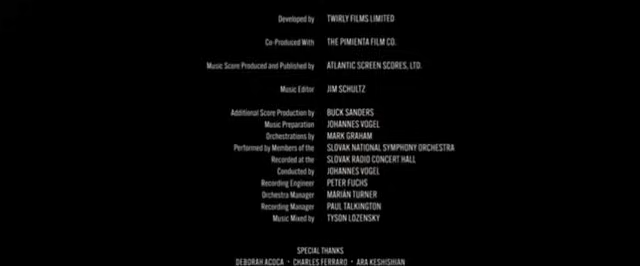 Developed by TWIRLY FILMS LIMITED
Co-Produced With THE PIMIENTA FILM CO.
Music Score Produced and Published by ATLANTIC SCREEN SCORES, LTD.
Music Editor JIM SCHULTZ
Additional Score Production by BUCK SANDERS
Music Preparation JOHANNES VOGEL
Orchestrations by MARK GRAHAM
Performed by Members of the SLOVAK NATIONAL SYMPHONY ORCHESTRA
Recorded at the SLOVAK RADIO CONCERT HALL
Conducted by JOHANNES VOGEL
Recording Engineer PETER FUCHS
Orchestra Manager MARIÁN TURNER
Recording Manager PAUL TALKINGTON
Music Mixed by TYSON LOZENSKY
SPECIAL THANKS
DEBORAH ACOCA • CHARLES FERRARO • ARA KESHISHIAN